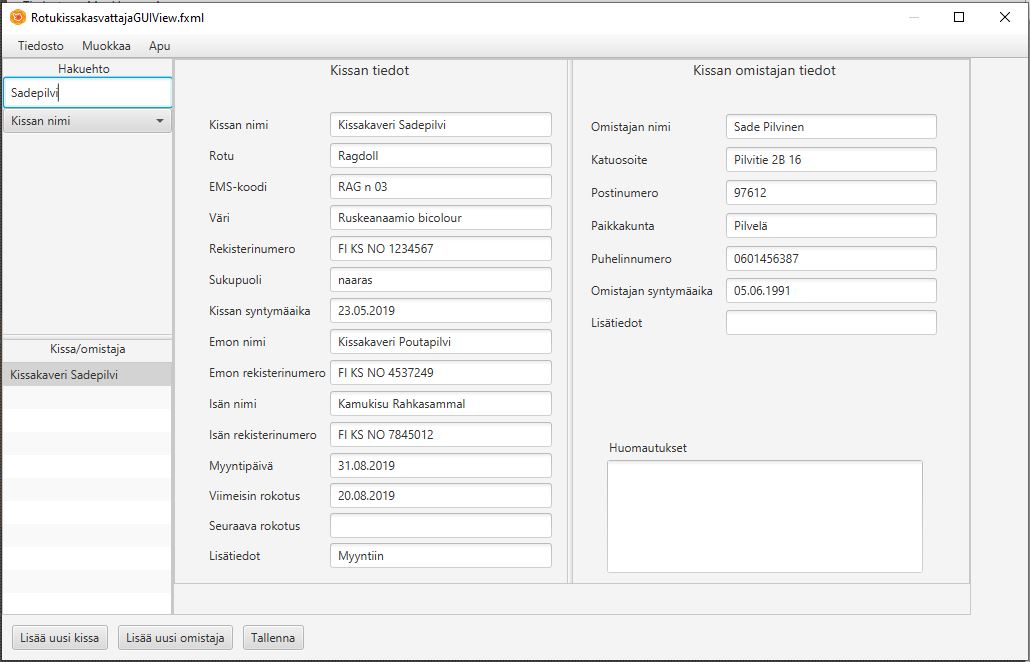 RotukissakasvattajaGUIView.fxml
Tiedosto Muokkaa Apu
Hakuehto
Sadepilvi
Kissan nimi
Kissa/omistaja
Kissakaveri Sadepilvi
Kissan tiedot
Kissan nimi Kissakaveri Sadepilvi
Rotu Ragdoll
EMS-koodi RAG n 03
Väri Ruskeanaamio bicolour
Rekisterinumero FI KS NO 1234567
Sukupuoli naaras
Kissan syntymäaika 23.05.2019
Emon nimi Kissakaveri Poutapilvi
Emon rekisterinumero FI KS NO 4537249
Isän nimi Kamukisu Rahkasammal
Isän rekisterinumero FI KS NO 7845012
Myyntipäivä 31.08.2019
Viimeisin rokotus 20.08.2019
Seuraava rokotus
Lisätiedot Myyntiin
Kissan omistajan tiedot
Omistajan nimi Sade Pilvinen
Katuosoite Pilvitie 2B 16
Postinumero 97612
Paikkakunta Pilvelä
Puhelinnumero 0601456387
Omistajan syntymäaika 05.06.1991
Lisätiedot
Huomautukset
Lisää uusi kissa Lisää uusi omistaja Tallenna